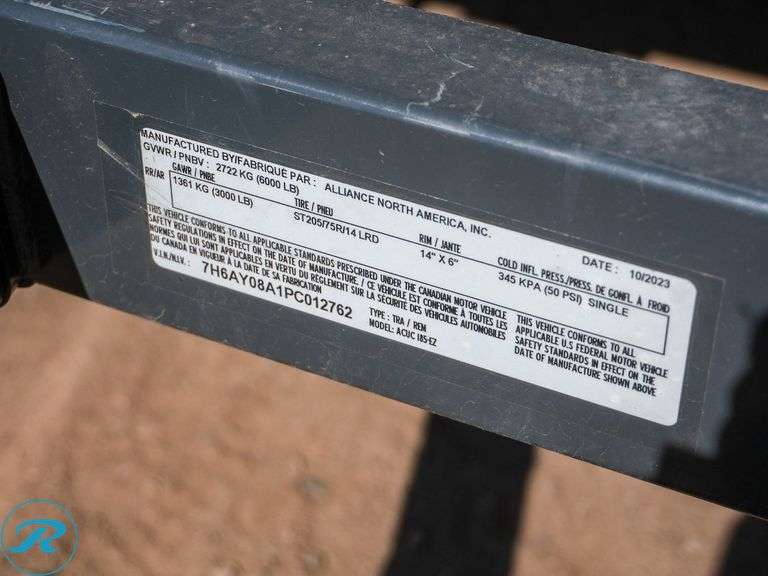 MANUFACTURED BY/FABRIQUE PAR : ALLIANCE NORTH AMERICA, INC. DATE : 10/2023
GVWR / PNBV : 2722 KG (6000 LB)
GAWR / PNBE TIRE / PNEU RIM / JANTE COLD INFL. PRESS./PRESS. DE GONFL À FROID
RR/AR 1361 KG (3000 LB) ST205/75R/14 LRD 14" X 6" 345 KPA (50 PSI) SINGLE
THIS VEHICLE CONFORMS TO ALL APPLICABLE STANDARDS PRESCRIBED UNDER THE CANADIAN MOTOR VEHICLE
SAFETY REGULATIONS IN EFFECT ON THE DATE OF MANUFACTURE / CE VÉHICULE EST CONFORME À TOUTES LES
NORMES QUI LUI SONT APPLICABLES EN VERTU DU RÈGLEMENT SUR LA SÉCURITÉ DES VÉHICULES AUTOMOBILES
DU CANADA EN VIGUEUR À LA DATE DE SA FABRICATION
THIS VEHICLE CONFORMS TO ALL
APPLICABLE U.S FEDERAL MOTOR VEHICLE
SAFETY STANDARDS IN EFFECT ON THE
DATE OF MANUFACTURE SHOWN ABOVE
V.I.N./N.I.V. : 7H6AY08A1PC012762
TYPE : TRA / REM
MODEL: ACUC 18S-EZ
R